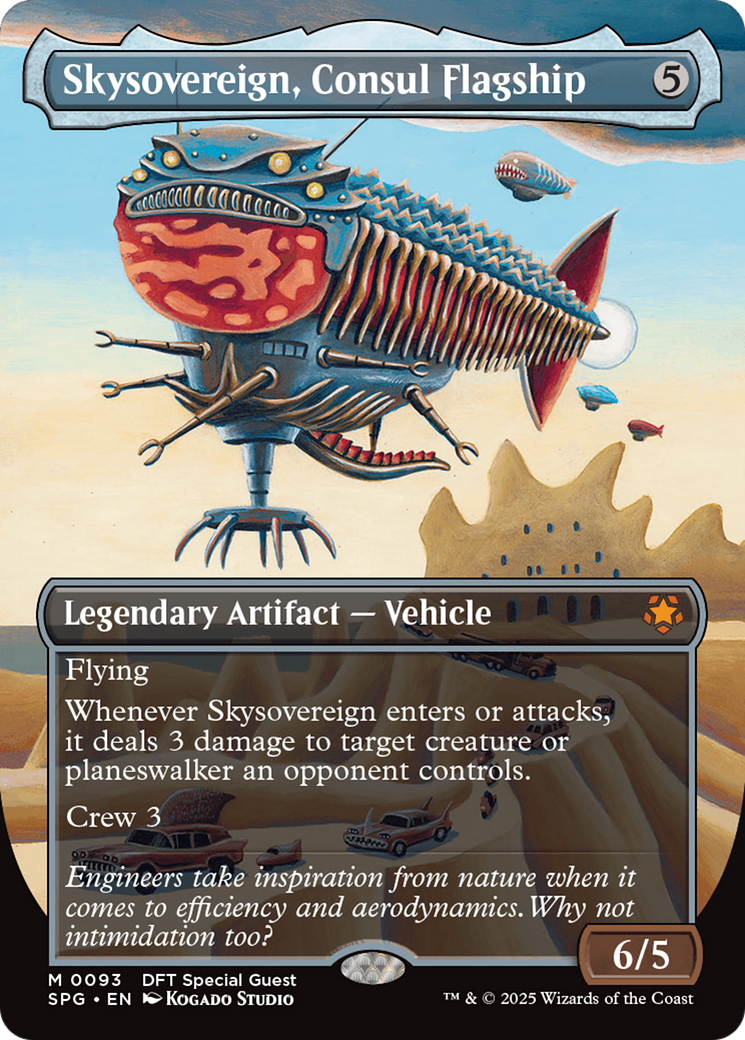 Skysovereign, Consul Flagship 5
Legendary Artifact — Vehicle
Flying
Whenever Skysovereign enters or attacks,
it deals 3 damage to target creature or
planeswalker an opponent controls.
Crew 3
Engineers take inspiration from nature when it
comes to efficiency and aerodynamics. Why not
intimidation too?
6/5
M 0093 DFT Special Guest
SPG • EN Kogado Studio
™ & © 2025 Wizards of the Coast